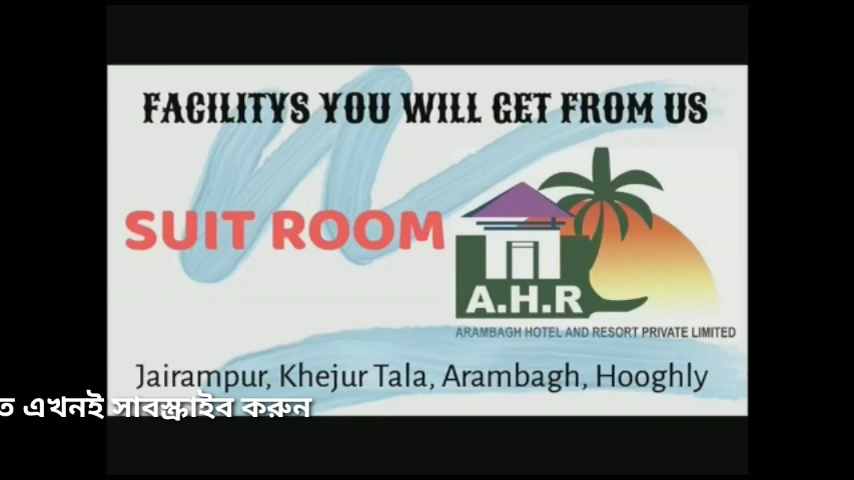 FACILITYS YOU WILL GET FROM US
SUIT ROOM
A.H.R
ARAMBAGH HOTEL AND RESORT PRIVATE LIMITED
Jairampur, Khejur Tala, Arambagh, Hooghly
এখনই সাবস্ক্রাইব করুন